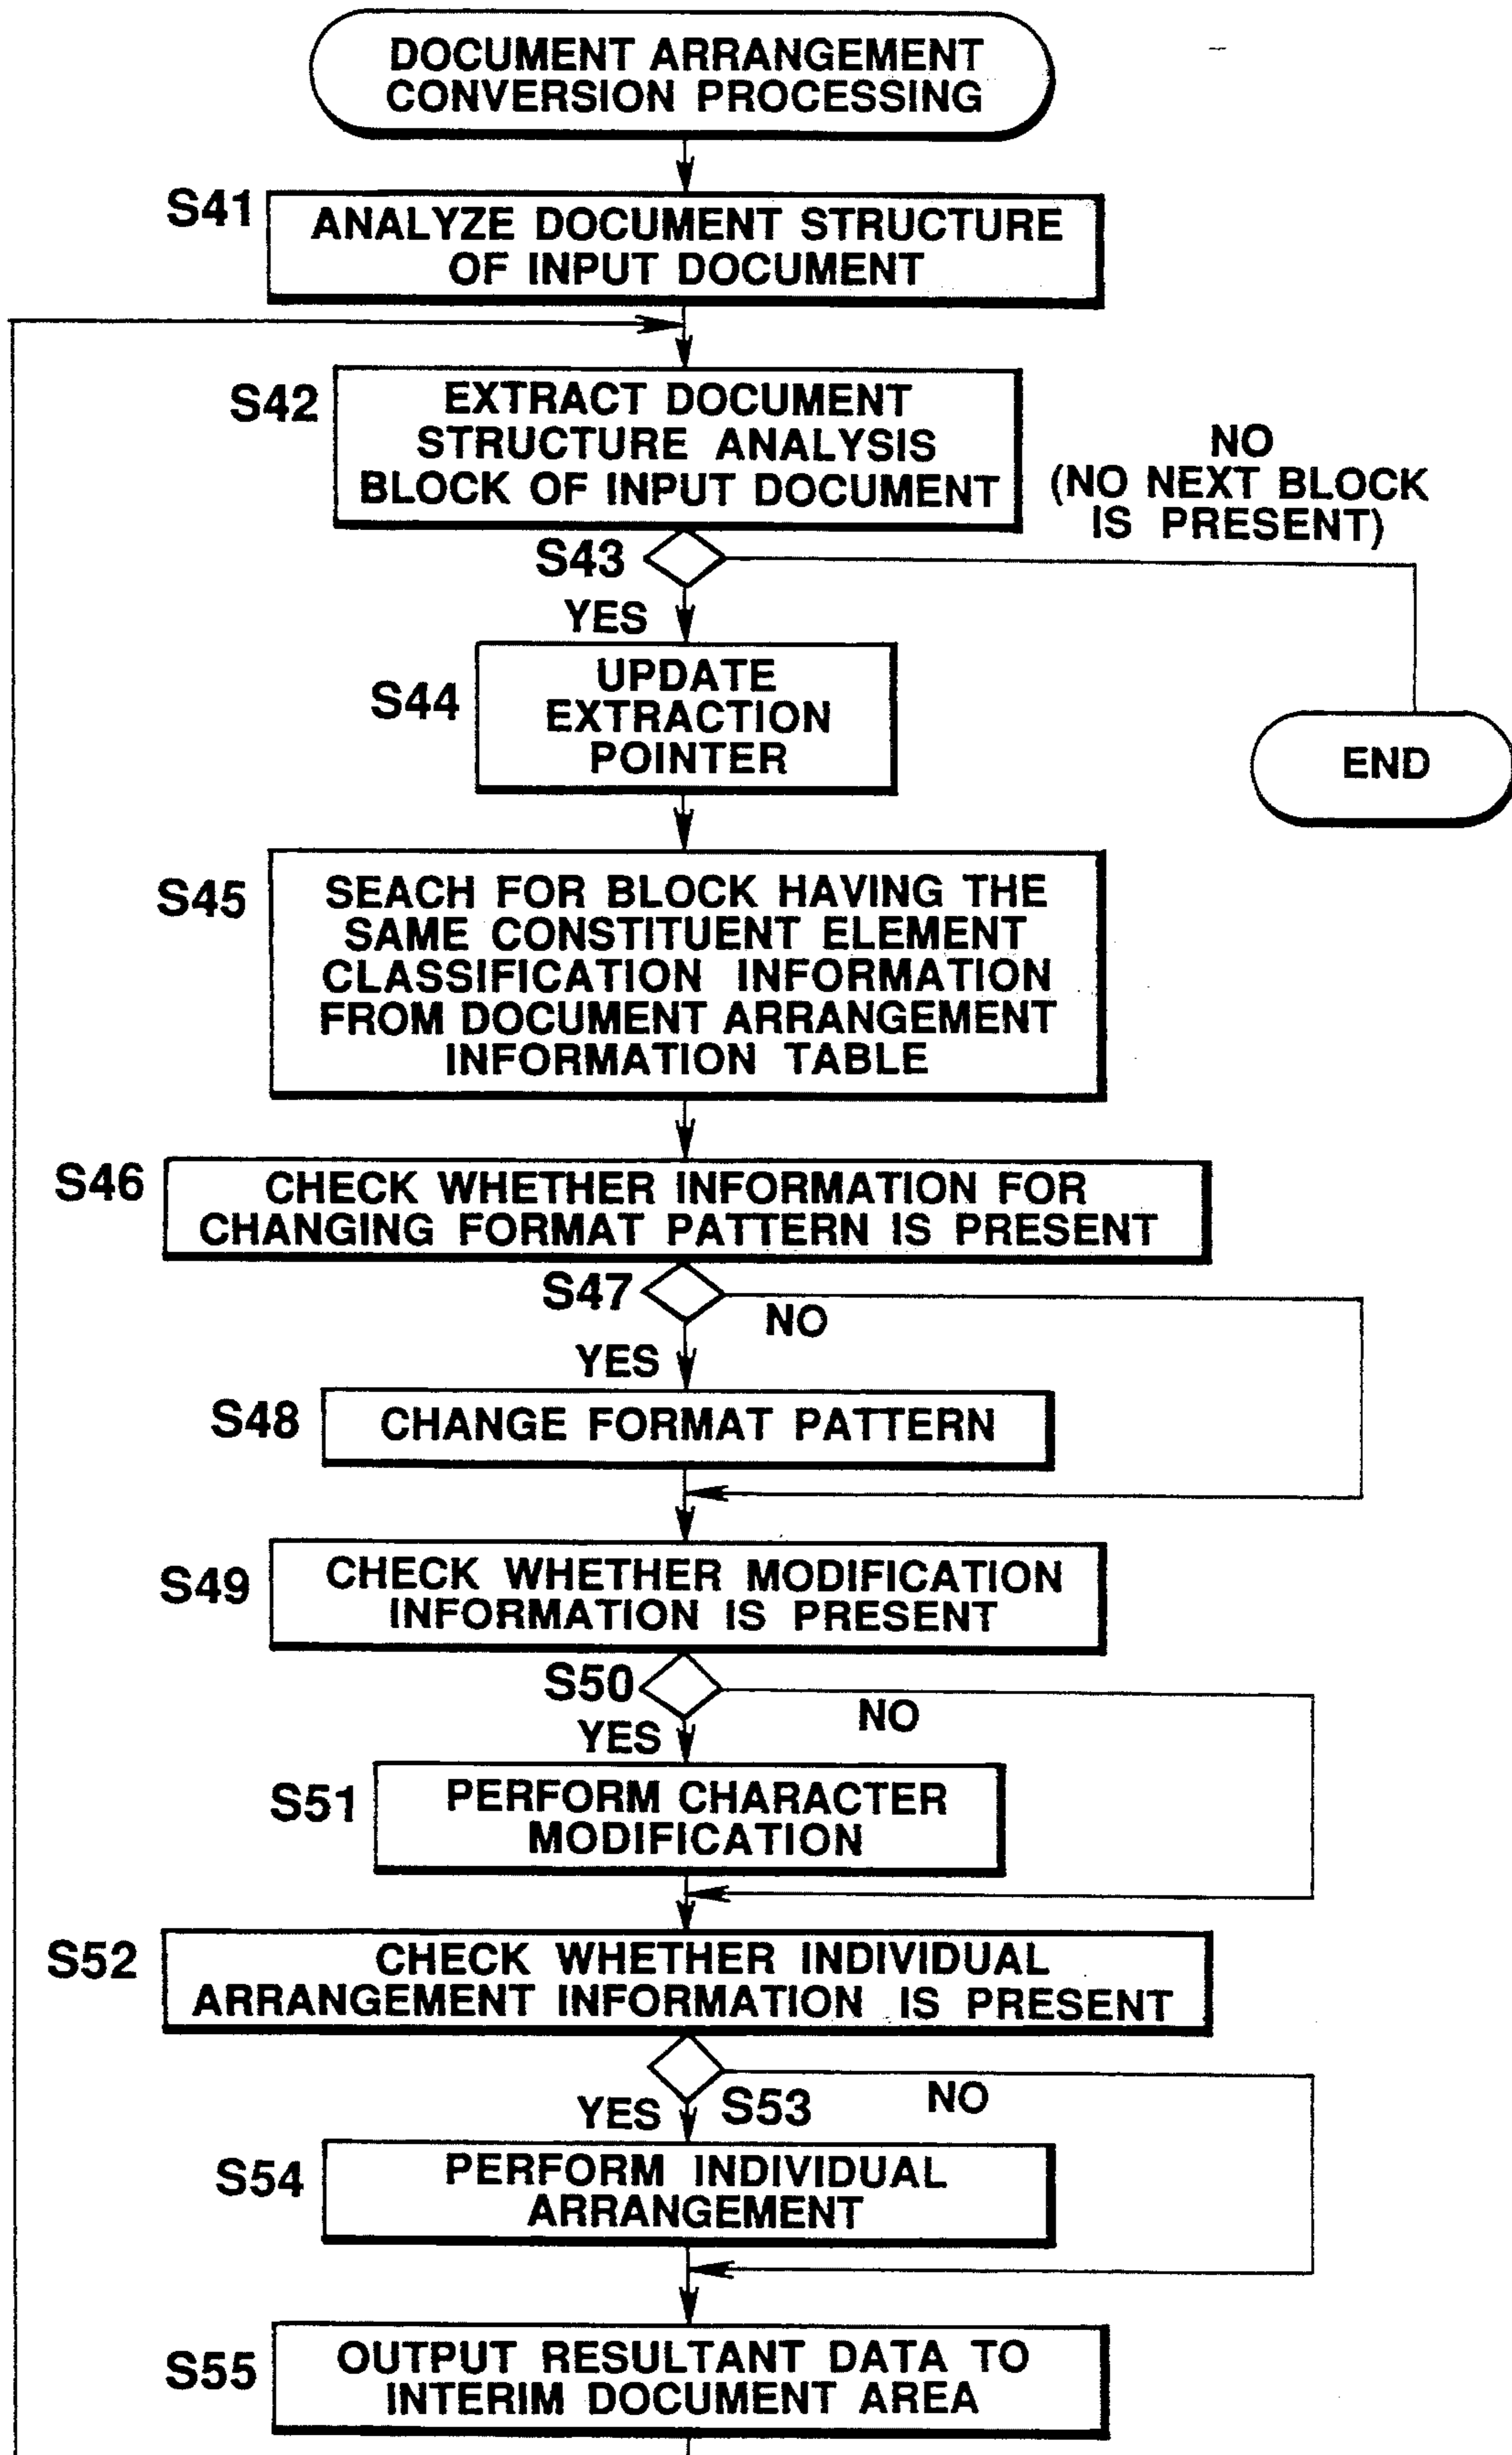 DOCUMENT ARRANGEMENT
CONVERSION PROCESSING
S41
ANALYZE DOCUMENT STRUCTURE
OF INPUT DOCUMENT
S42
EXTRACT DOCUMENT
STRUCTURE ANALYSIS
BLOCK OF INPUT DOCUMENT
NO
(NO NEXT BLOCK
IS PRESENT)
S43
YES
S44
UPDATE
EXTRACTION
POINTER
END
S45
SEACH FOR BLOCK HAVING THE
SAME CONSTITUENT ELEMENT
CLASSIFICATION INFORMATION
FROM DOCUMENT ARRANGEMENT
INFORMATION TABLE
S46
CHECK WHETHER INFORMATION FOR
CHANGING FORMAT PATTERN IS PRESENT
S47
NO
YES
S48
CHANGE FORMAT PATTERN
S49
CHECK WHETHER MODIFICATION
INFORMATION IS PRESENT
S50
NO
YES
S51
PERFORM CHARACTER
MODIFICATION
S52
CHECK WHETHER INDIVIDUAL
ARRANGEMENT INFORMATION IS PRESENT
YES
S53
NO
S54
PERFORM INDIVIDUAL
ARRANGEMENT
S55
OUTPUT RESULTANT DATA TO
INTERIM DOCUMENT AREA